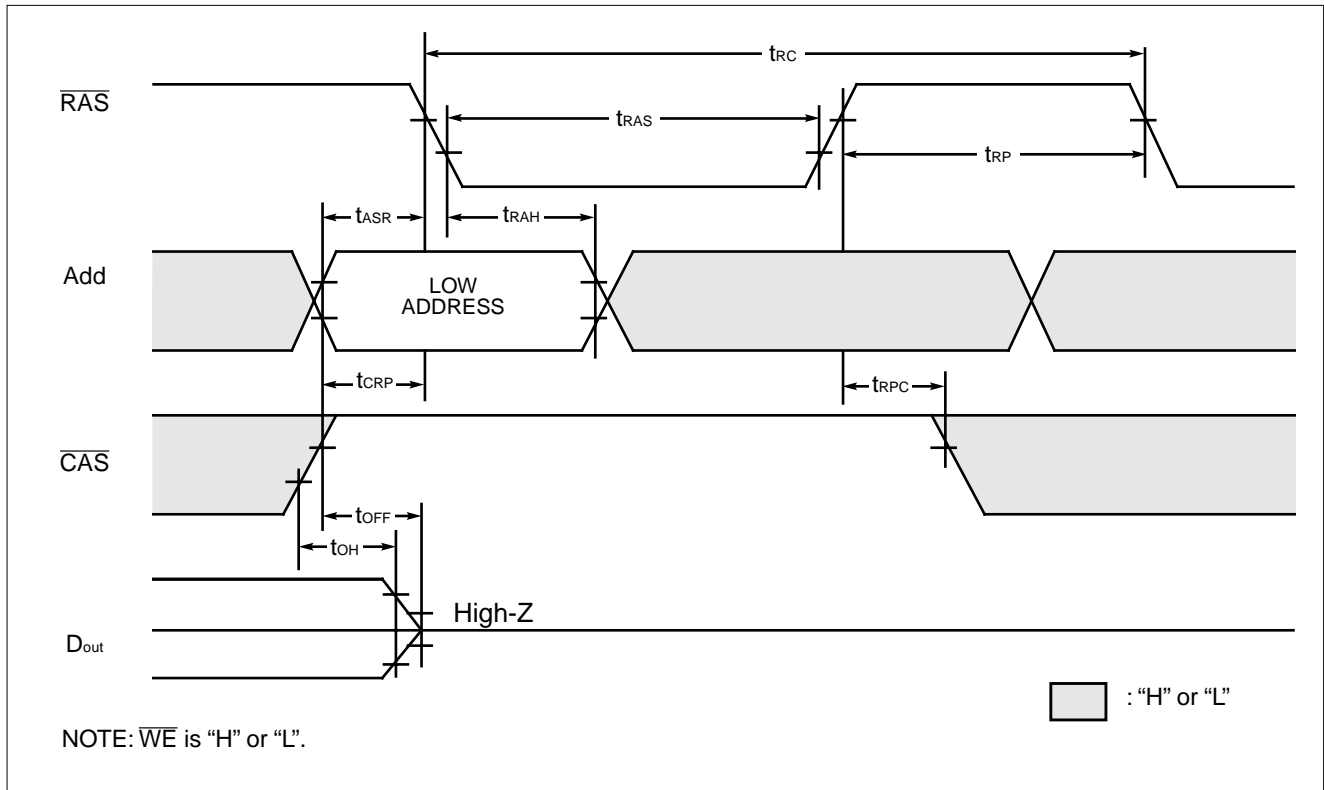 tRC
RAS
tRAS
tRP
tASR
tRAH
Add
LOW
ADDRESS
tCRP
tRPC
CAS
tOFF
tOH
High-Z
Dout
: “H” or “L”
NOTE: WE is “H” or “L”.